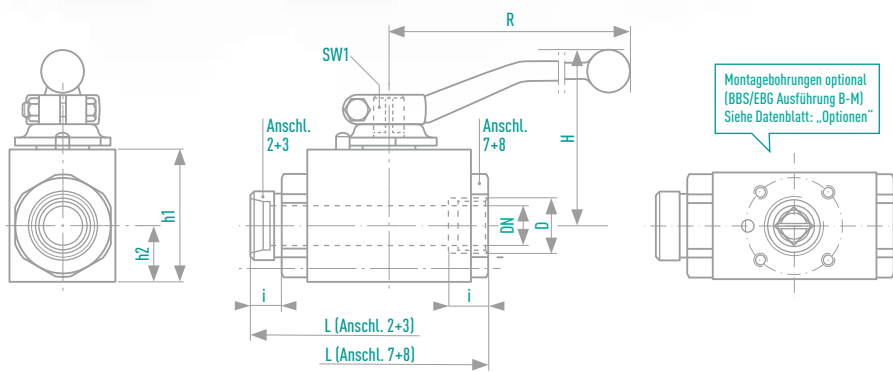 R
SW1
Montagebohrungen optional
(BBS/EBG Ausführung B-M)
Siehe Datenblatt: „Optionen“
Anschl.
2+3
Anschl.
7+8
H
h1
h2
DN
D
i
i
L (Anschl. 2+3)
L (Anschl. 7+8)